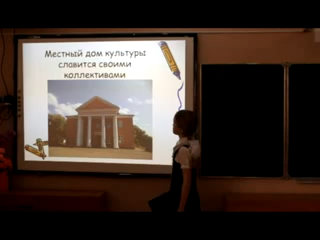 Местный дом культуры
славится своими
коллективами